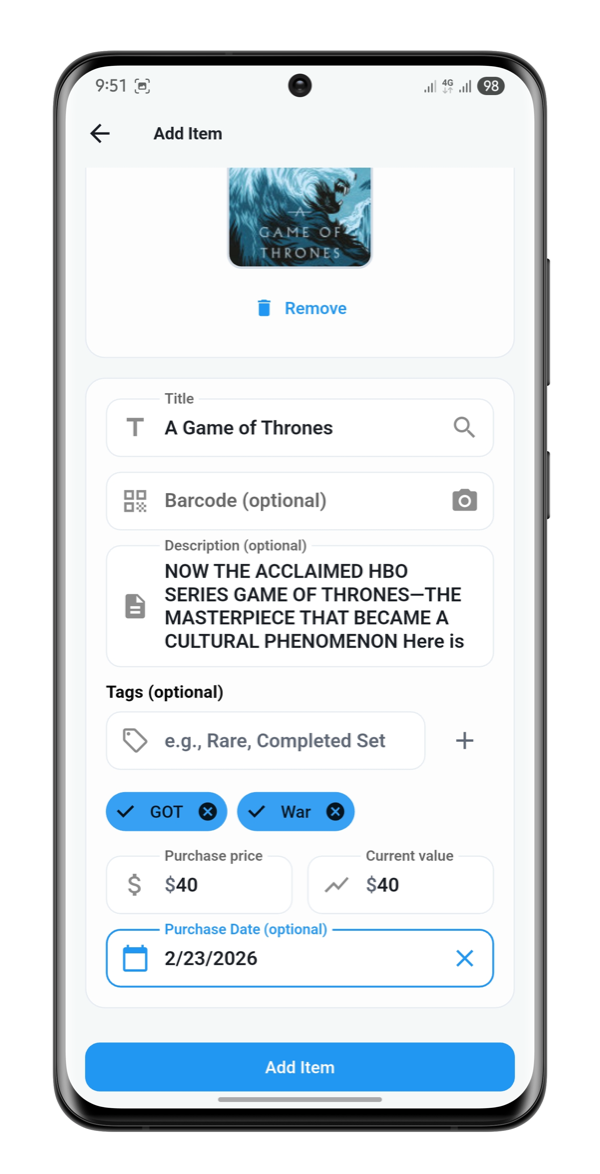 9:51
4G
98
Add Item
A
GAME OF
THRONES
Remove
Title
A Game of Thrones
Barcode (optional)
Description (optional)
NOW THE ACCLAIMED HBO
SERIES GAME OF THRONES—THE
MASTERPIECE THAT BECAME A
CULTURAL PHENOMENON Here is
Tags (optional)
e.g., Rare, Completed Set
GOT War
Purchase price Current value
$40 $40
Purchase Date (optional)
2/23/2026
Add Item